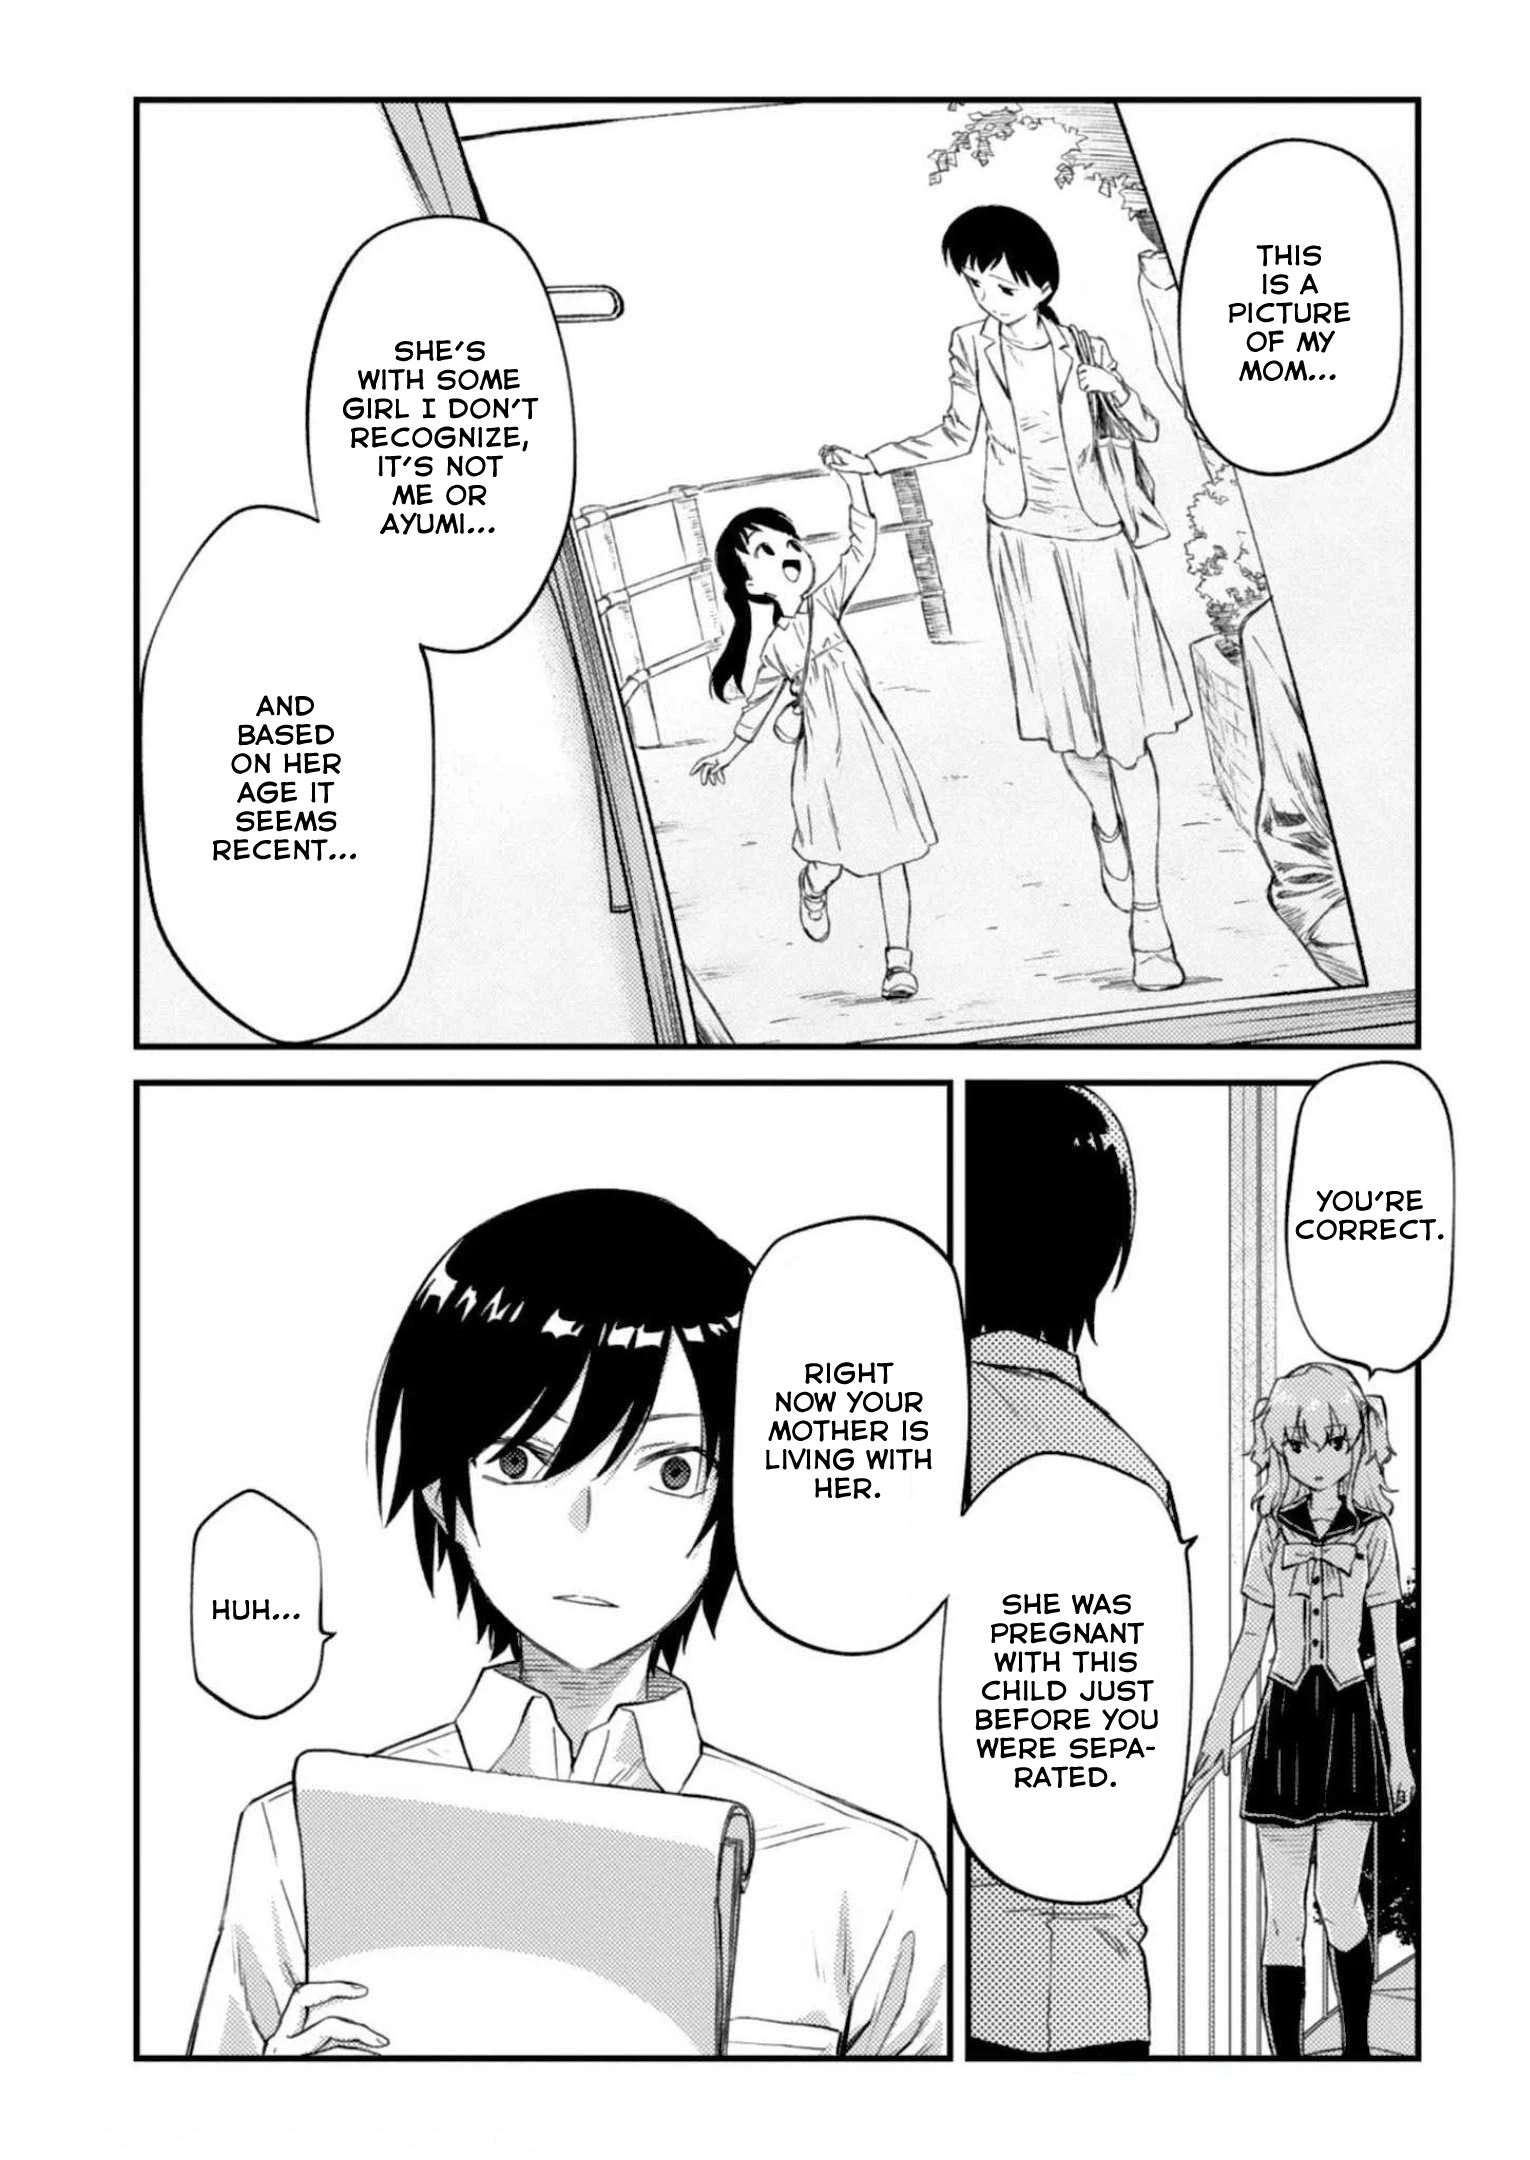 THIS
IS A
PICTURE
OF MY
MOM...
SHE'S
WITH SOME
GIRL I DON'T
RECOGNIZE,
IT'S NOT
ME OR
AYUMI...
AND
BASED
ON HER
AGE IT
SEEMS
RECENT...
YOU'RE
CORRECT.
SHE WAS
PREGNANT
WITH THIS
CHILD JUST
BEFORE YOU
WERE SEPA-
RATED.
RIGHT
NOW YOUR
MOTHER IS
LIVING WITH
HER.
HUH...